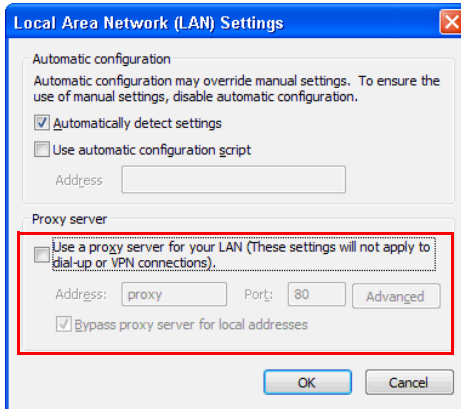 Local Area Network (LAN) Settings
Automatic configuration
Automatic configuration may override manual settings. To ensure the
use of manual settings, disable automatic configuration.
Automatically detect settings
Use automatic configuration script
Address
Proxy server
Use a proxy server for your LAN (These settings will not apply to
dial-up or VPN connections).
Address: proxy Port: 80 Advanced
Bypass proxy server for local addresses
OK Cancel